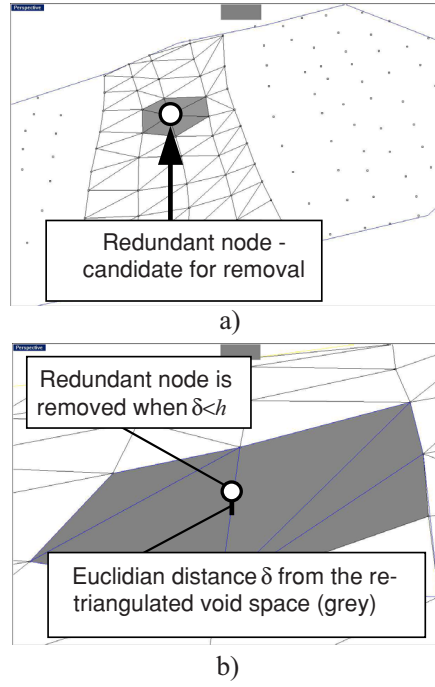 Perspective
Redundant node -
candidate for removal
a)
Perspective
Redundant node is
removed when δ<h
Euclidian distance δ from the re-
triangulated void space (grey)
b)